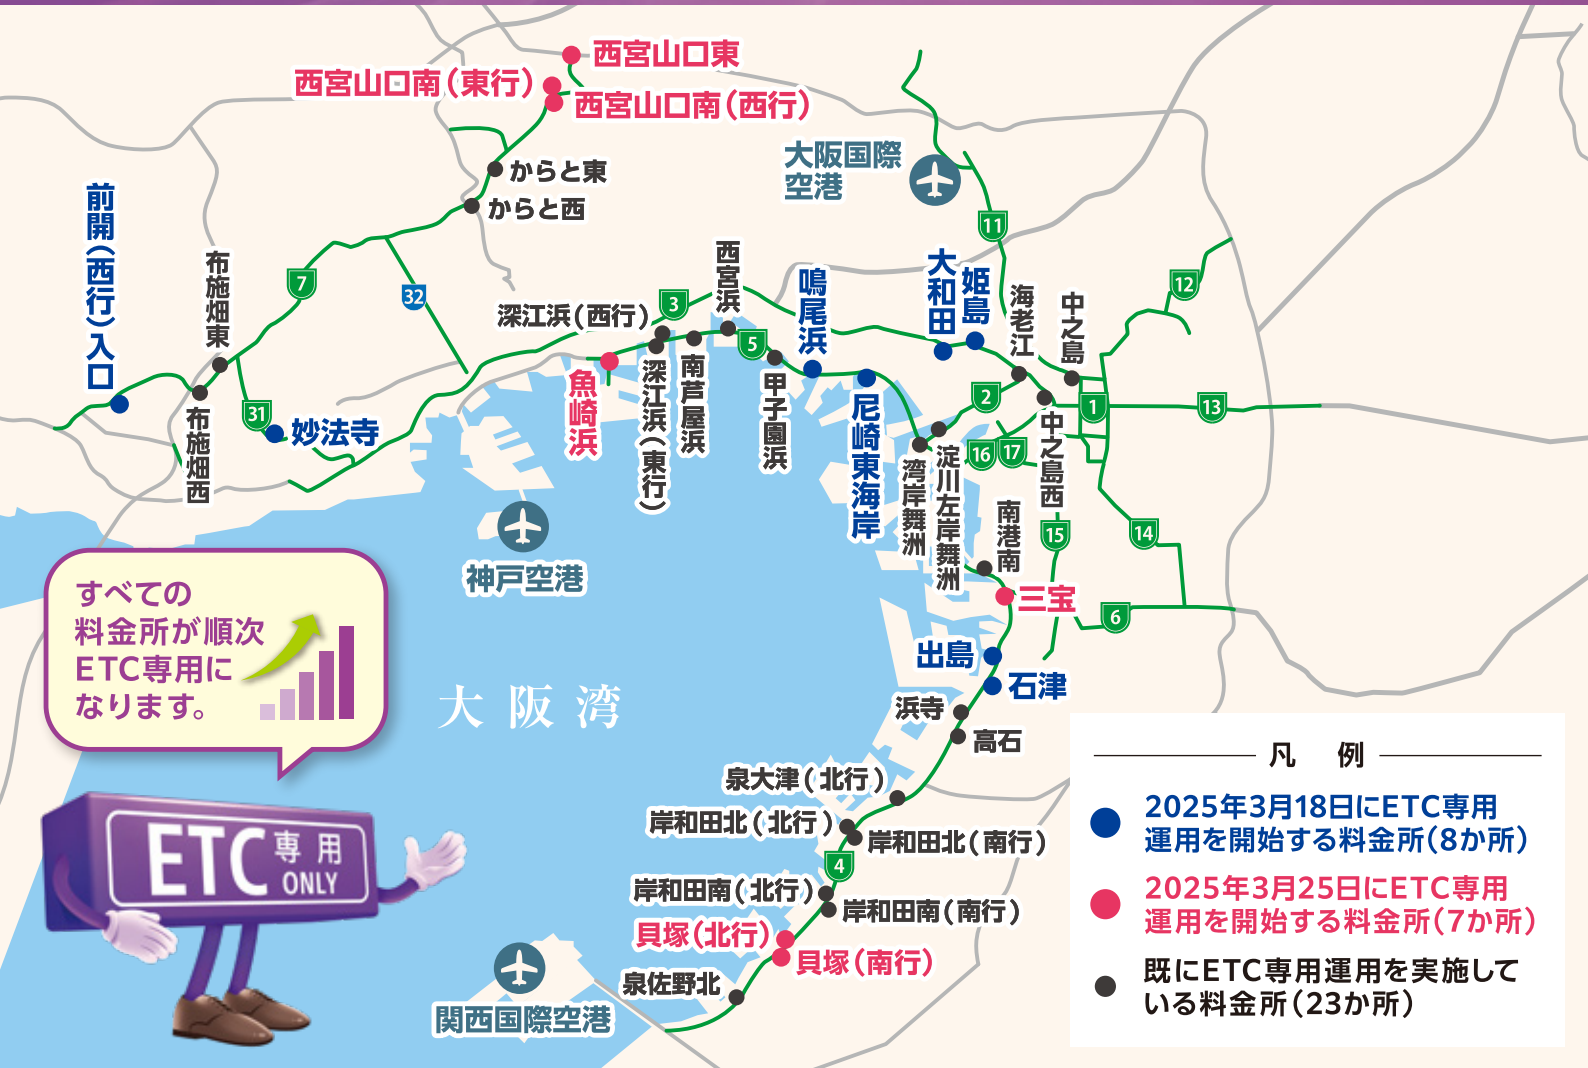 西宮山口東
西宮山口南（東行）
西宮山口南（西行）
からと東
からと西
大阪国際
空港
11
12
前開（西行）入口
布施畑東
7
32
布施畑西
31
妙法寺
深江浜（西行）
3
西宮浜
5
鳴尾浜
大和田
姫島
海老江
中之島
魚崎浜
深江浜（東行）
南芦屋浜
甲子園浜
尼崎東海岸
2
1
13
湾岸舞洲
淀川左岸舞洲
16
17
中之島西
南港南
15
14
神戸空港
三宝
6
出島
石津
浜寺
高石
大阪湾
泉大津（北行）
岸和田北（北行）
岸和田北（南行）
4
岸和田南（北行）
岸和田南（南行）
貝塚（北行）
貝塚（南行）
泉佐野北
関西国際空港
すべての
料金所が順次
ETC専用に
なります。
ETC専用
ONLY
凡 例
2025年3月18日にETC専用
運用を開始する料金所（8か所）
2025年3月25日にETC専用
運用を開始する料金所（7か所）
既にETC専用運用を実施して
いる料金所（23か所）